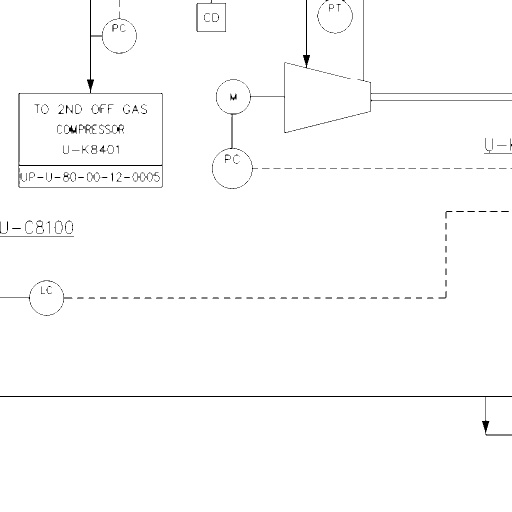 PC
CD
PT
TO 2ND OFF GAS
COMPRESSOR
U-K8401
UP-U-80-00-12-0005
M
PC
U-K
U-C8100
LC